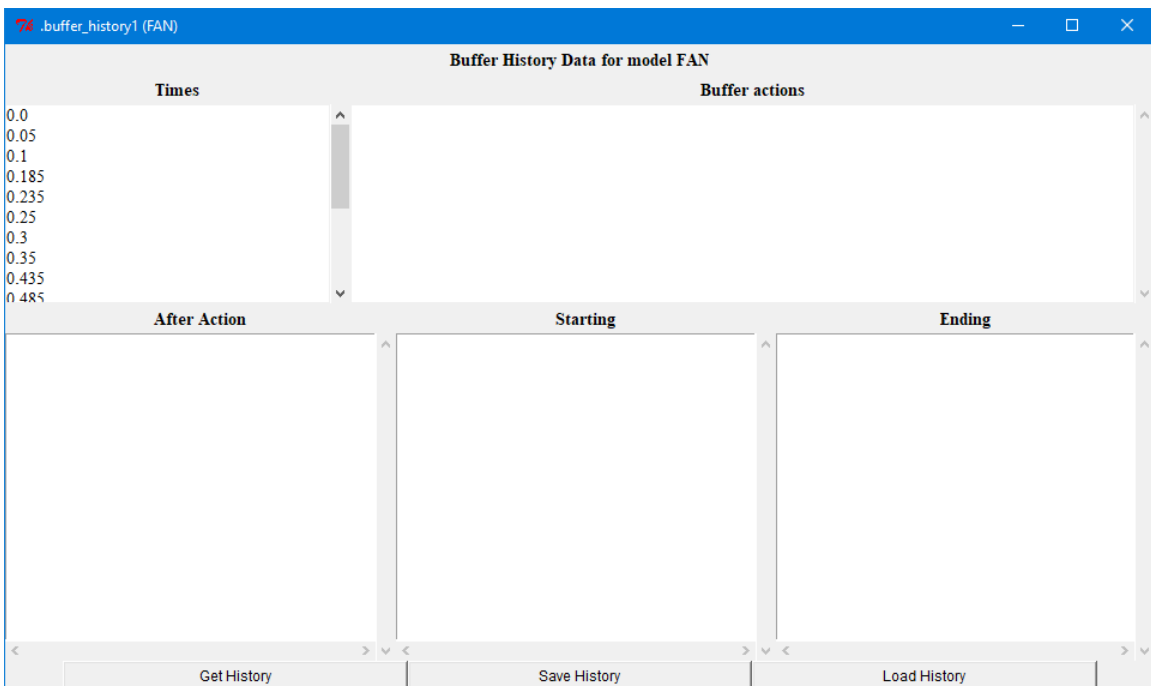 .buffer_history1 (FAN)
Buffer History Data for model FAN
Times
Buffer actions
0.0
0.05
0.1
0.185
0.235
0.25
0.3
0.35
0.435
0.485
After Action
Starting
Ending
Get History
Save History
Load History